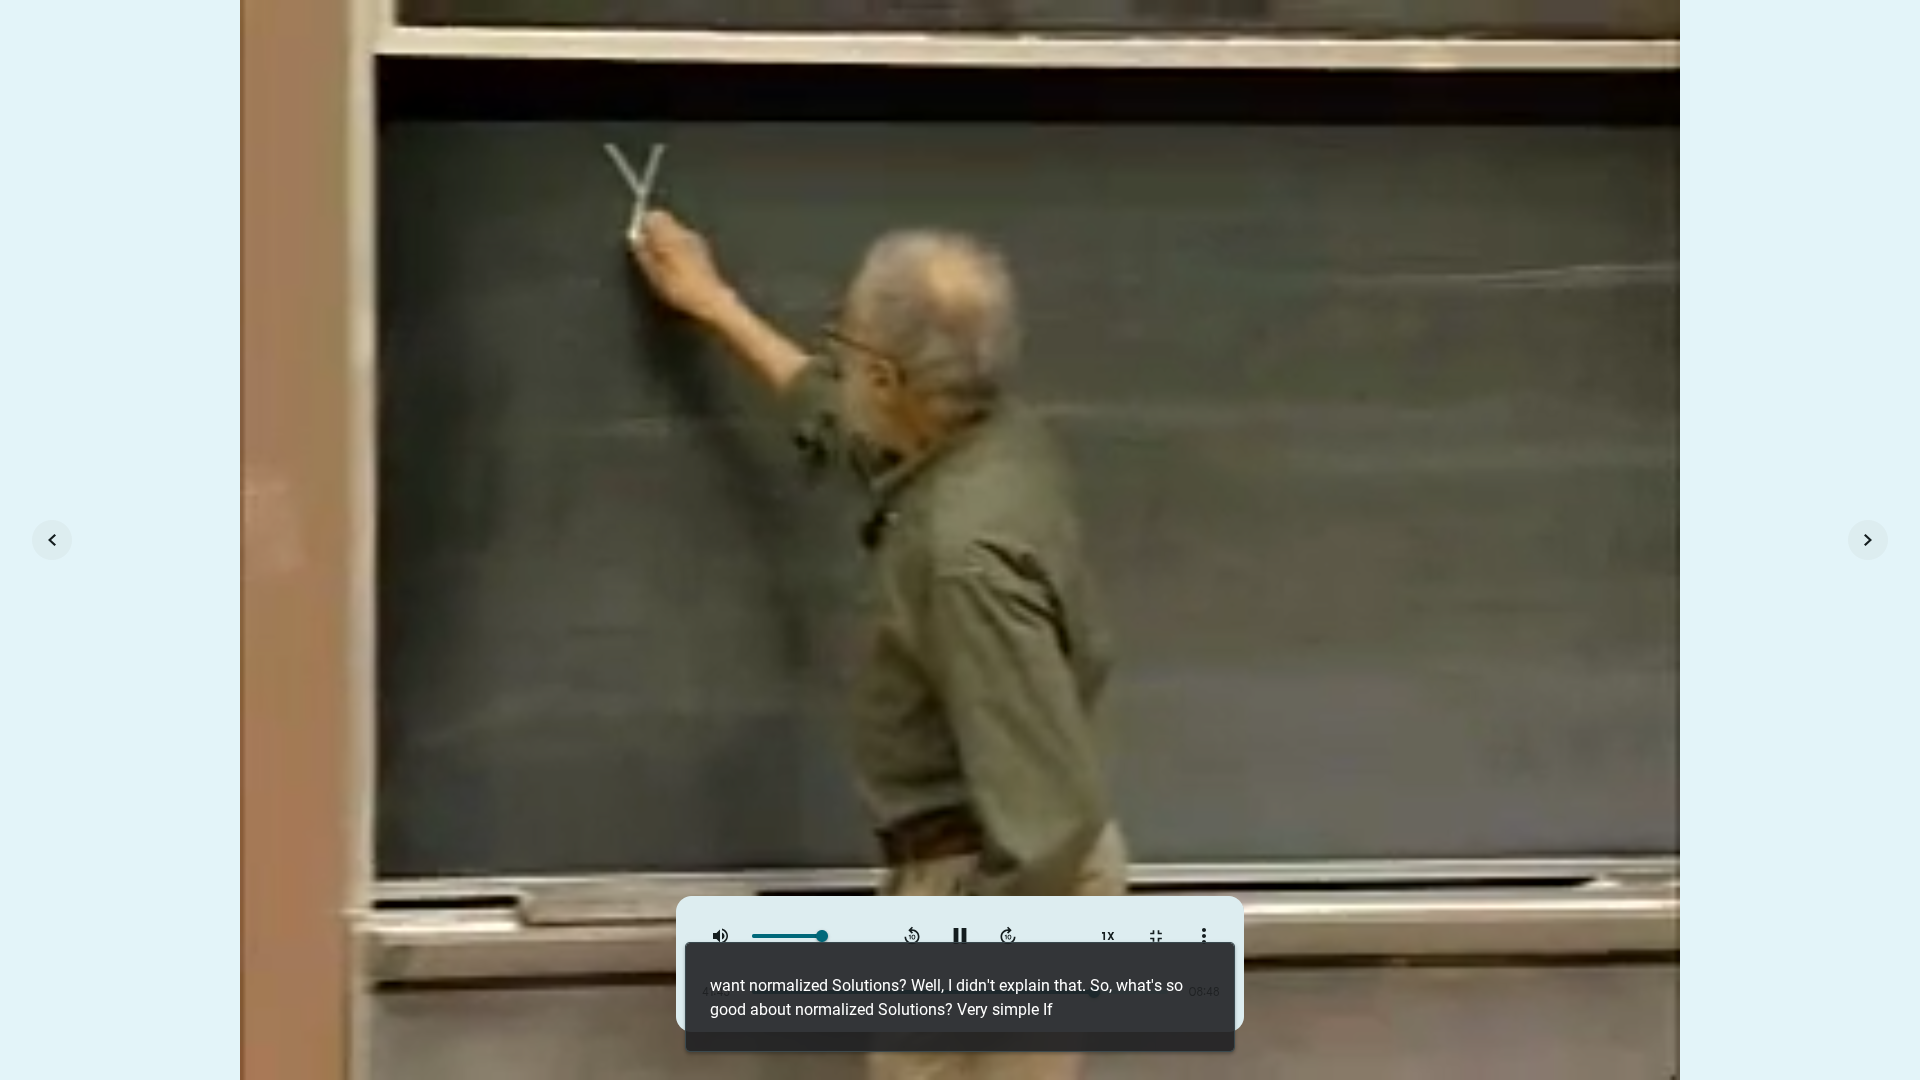 Y
1X
want normalized Solutions? Well, I didn't explain that. So, what's so
good about normalized Solutions? Very simple If
08:48